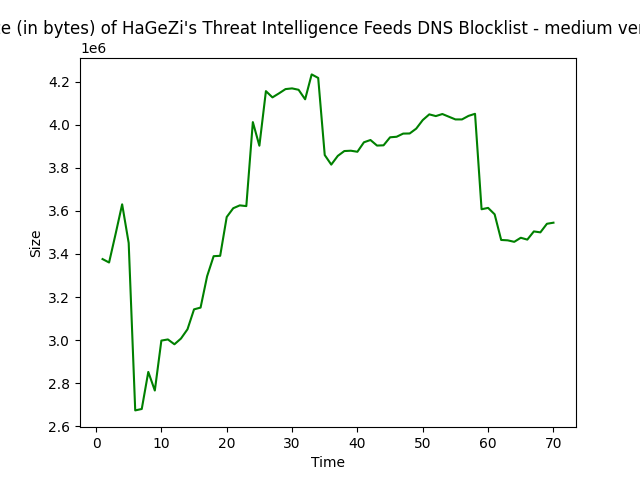 (in bytes) of HaGeZi's Threat Intelligence Feeds DNS Blocklist - medium
1e6
4.2
4.0
3.8
3.6
3.4
3.2
3.0
2.8
2.6
Size
0 10 20 30 40 50 60 70
Time